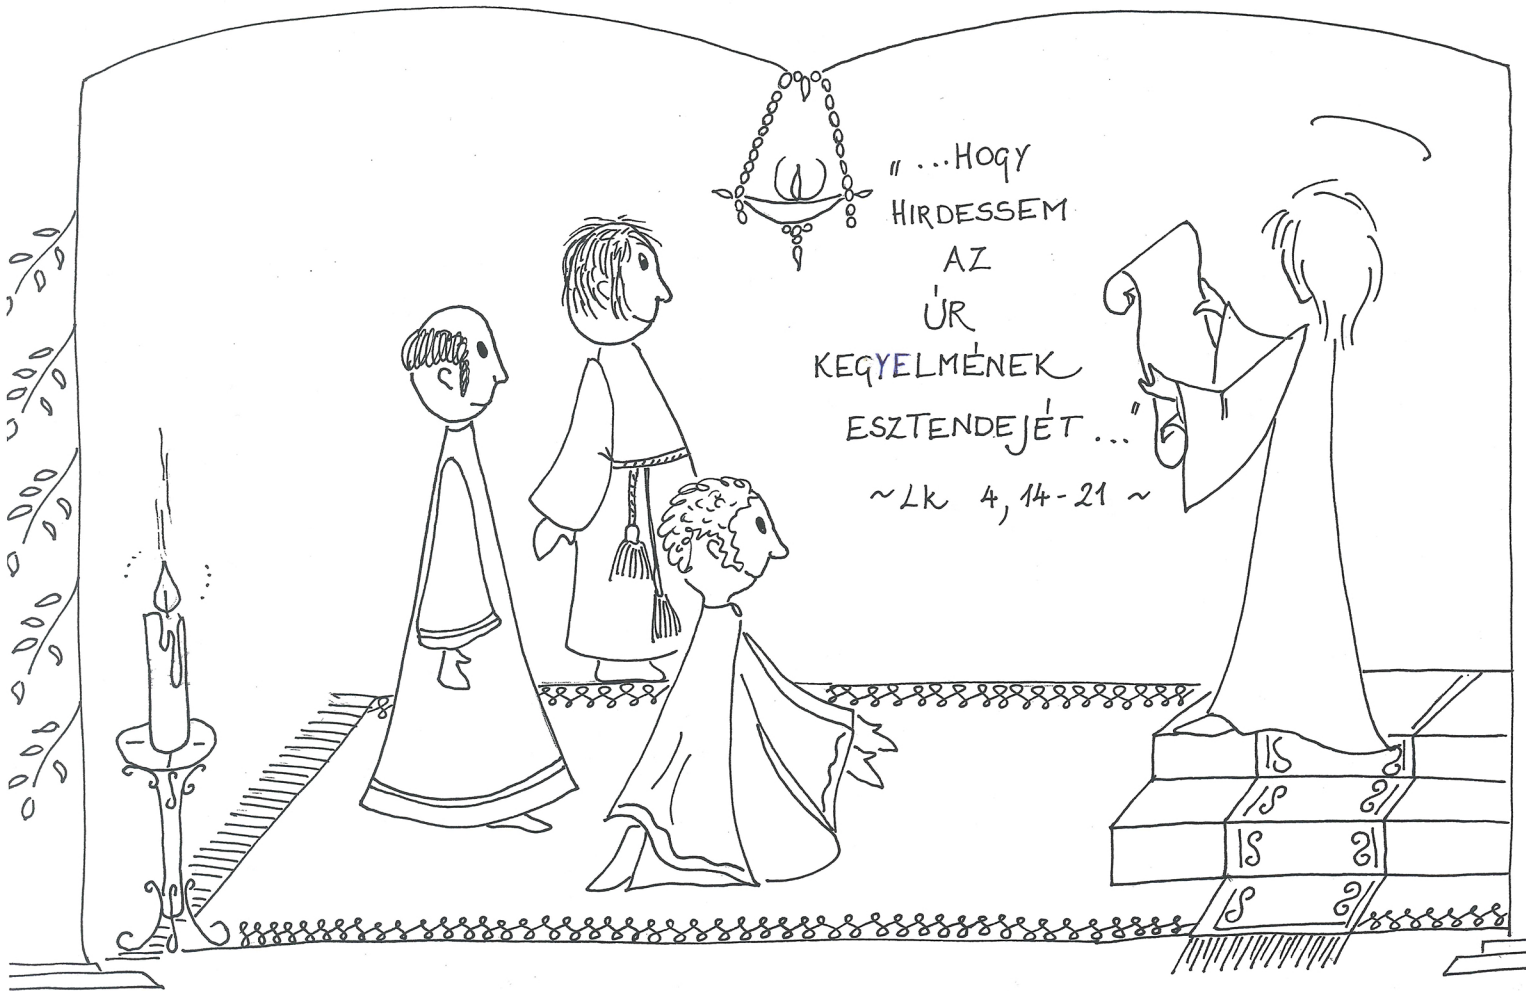 „ ...HOGY
HIRDESSEM
AZ
ÚR
KEGYELMÉNEK
ESZTENDEJÉT ... "
~ Lk 4, 14-21 ~